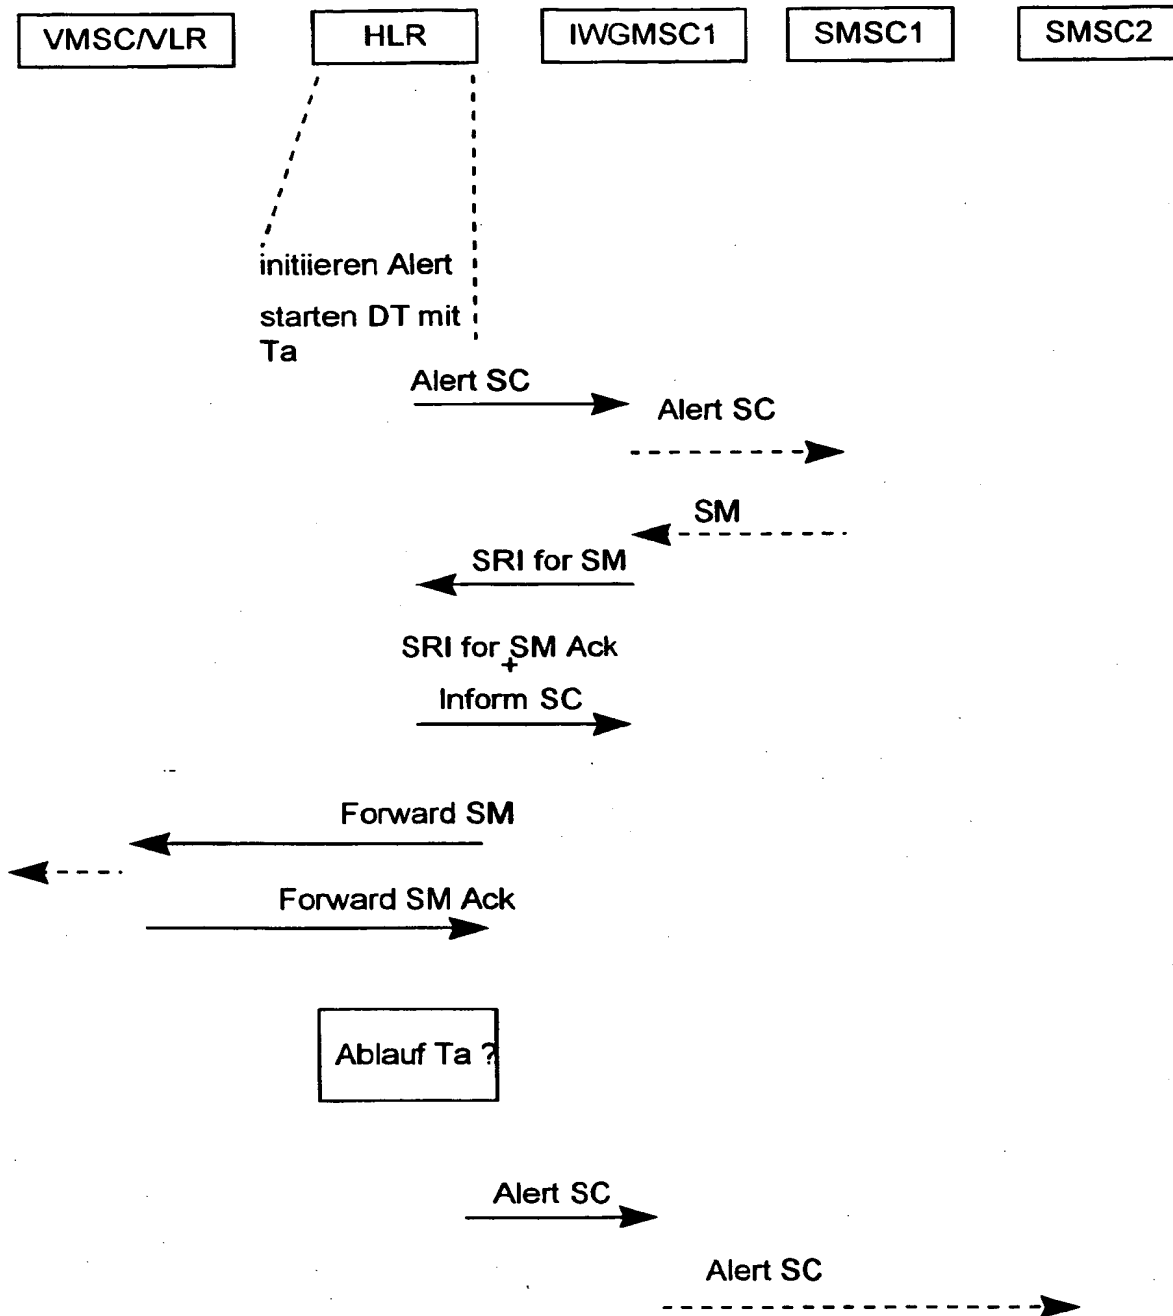 VMSC/VLR
HLR
IWGMSC1
SMSC1
SMSC2
initiieren Alert
starten DT mit
Ta
Alert SC
Alert SC
SM
SRI for SM
SRI for SM Ack
+
Inform SC
Forward SM
Forward SM Ack
Ablauf Ta ?
Alert SC
Alert SC